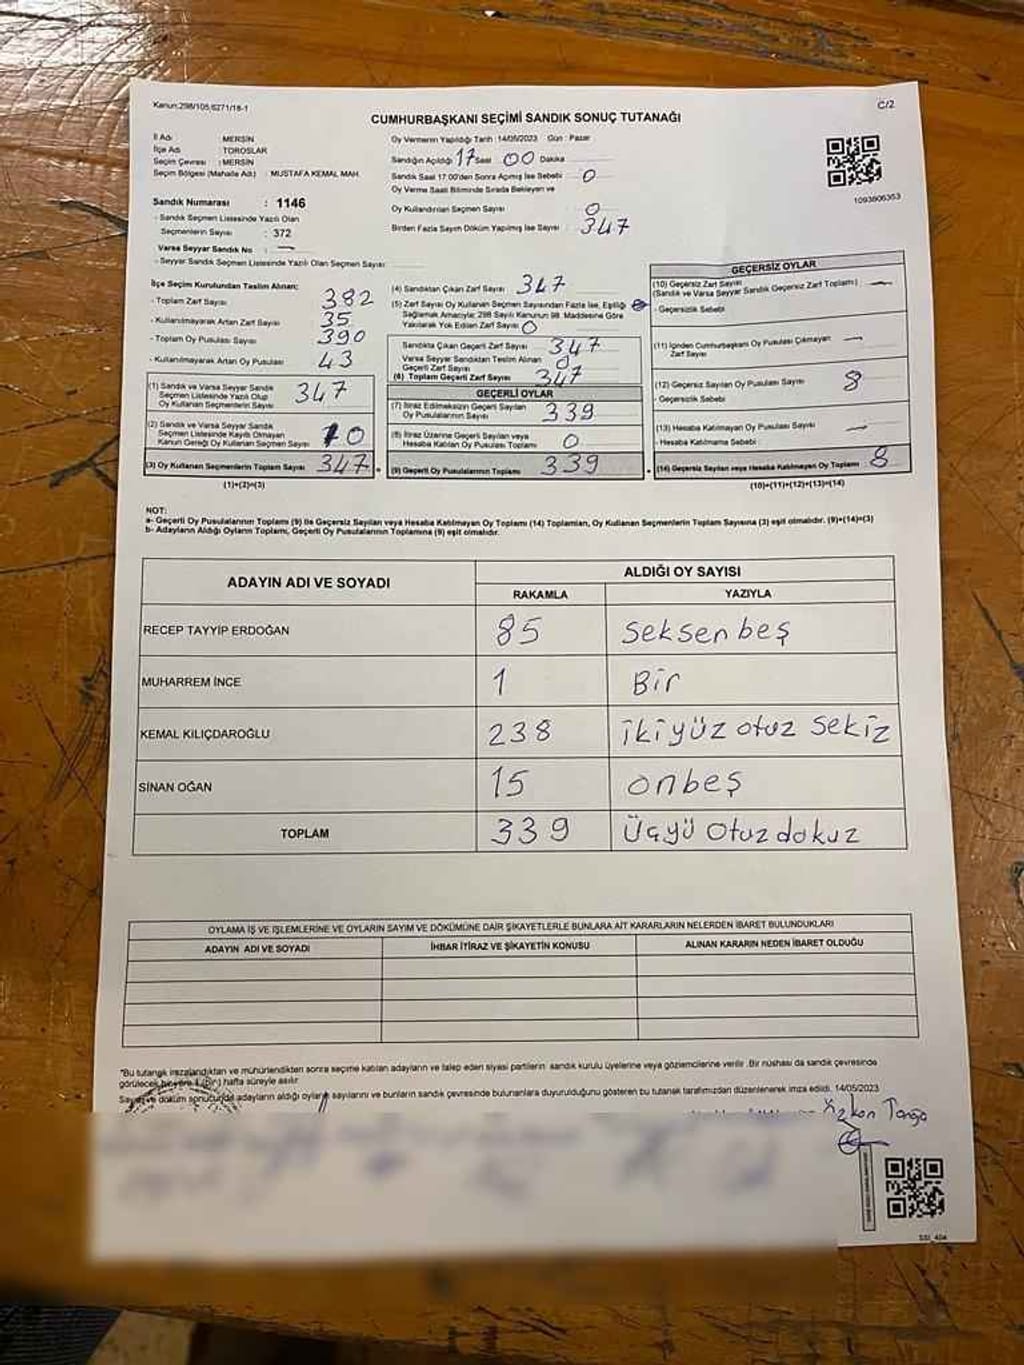 Kanun:298/105,6271/18-1
C/2
CUMHURBAŞKANI SEÇİMİ SANDIK SONUÇ TUTANAĞI
İl Adı : MERSİN
İlçe Adı : TOROSLAR
Seçim Çevresi : MERSİN
Seçim Bölgesi (Mahalle Adı) : MUSTAFA KEMAL MAH.
Sandık Numarası : 1146
- Sandık Seçmen Listesinde Yazılı Olan
Seçmenlerin Sayısı : 372
Varsa Seyyar Sandık No : —
- Seyyar Sandık Seçmen Listesinde Yazılı Olan Seçmen Sayısı
Oy Vermenin Yapıldığı Tarih :14/05/2023 Gün : Pazar
Sandığın Açıldığı 17 Saat 00 Dakika
Sandık Saat 17:00'den Sonra Açılmış İse Sebebi 0
Oy Verme Saati Bitiminde Sırada Bekleyen ve
Oy Kullandırılan Seçmen Sayısı 0
Birden Fazla Sayım Döküm Yapılmış İse Sayısı 347
1093806353
İlçe Seçim Kurulundan Teslim Alınan:
- Toplam Zarf Sayısı 382
- Kullanılmayarak Artan Zarf Sayısı 35
- Toplam Oy Pusulası Sayısı 390
- Kullanılmayarak Artan Oy Pusulası 43
(1) Sandık ve Varsa Seyyar Sandık
Seçmen Listesinde Yazılı Olup
Oy Kullanan Seçmenlerin Sayısı 347
(2) Sandık ve Varsa Seyyar Sandık
Seçmen Listesinde Kayıtlı Olmayan
Kanun Gereği Oy Kullanan Seçmen Sayısı 0
(3) Oy Kullanan Seçmenlerin Toplam Sayısı 347
(1)+(2)=(3)
(4) Sandıktan Çıkan Zarf Sayısı 347
(5) Zarf Sayısı Oy Kullanan Seçmen Sayısından Fazla İse, Eşitliği
Sağlamak Amacıyla; 298 Sayılı Kanunun 98. Maddesine Göre
Yakılarak Yok Edilen Zarf Sayısı 0
Sandıkta Çıkan Geçerli Zarf Sayısı 347
Varsa Seyyar Sandıktan Teslim Alınan
Geçerli Zarf Sayısı 0
(6) Toplam Geçerli Zarf Sayısı 347
GEÇERLİ OYLAR
(7) İtiraz Edilmeksizin Geçerli Sayılan
Oy Pusulalarının Sayısı 339
(8) İtiraz Üzerine Geçerli Sayılan veya
Hesaba Katılan Oy Pusulası Toplamı 0
(9) Geçerli Oy Pusulalarının Toplamı 339
GEÇERSİZ OYLAR
(10) Geçersiz Zarf Sayısı
(Sandık ve Varsa Seyyar Sandık Geçersiz Zarf Toplamı) —
- Geçersizlik Sebebi
(11) İçinden Cumhurbaşkanı Oy Pusulası Çıkmayan
Zarf Sayısı —
(12) Geçersiz Sayılan Oy Pusulası Sayısı 8
- Geçersizlik Sebebi
(13) Hesaba Katılmayan Oy Pusulası Sayısı —
- Hesaba Katılmama Sebebi
(14) Geçersiz Sayılan veya Hesaba Katılmayan Oy Toplamı 8
(10)+(11)+(12)+(13)=(14)
NOT:
a- Geçerli Oy Pusulalarının Toplamı (9) ile Geçersiz Sayılan veya Hesaba Katılmayan Oy Toplamı (14) Toplamları, Oy Kullanan Seçmenlerin Toplam Sayısına (3) eşit olmalıdır. (9)+(14)=(3)
b- Adayların Aldığı Oyların Toplamı, Geçerli Oy Pusulalarının Toplamına (9) eşit olmalıdır.
ADAYIN ADI VE SOYADI
ALDIĞI OY SAYISI
RAKAMLA YAZIYLA
RECEP TAYYİP ERDOĞAN 85 seksen beş
MUHARREM İNCE 1 Bir
KEMAL KILIÇDAROĞLU 238 ikiyüz otuz sekiz
SİNAN OĞAN 15 onbeş
TOPLAM 339 Üçyü otuz dokuz
OYLAMA İŞ VE İŞLEMLERİNE VE OYLARIN SAYIM VE DÖKÜMÜNE DAİR ŞİKAYETLERLE BUNLARA AİT KARARLARIN NELERDEN İBARET BULUNDUKLARI
ADAYIN ADI VE SOYADI İHBAR İTİRAZ VE ŞİKAYETİN KONUSU ALINAN KARARIN NEDEN İBARET OLDUĞU
*Bu tutanak imzalandıktan ve mühürlendikten sonra seçime katılan adayların ve talep eden siyasi partilerin sandık kurulu üyelerine veya gözlemcilerine verilir. Bir nüshası da sandık çevresinde
görülecek bir yere 1 (bir) hafta süreyle asılır.
Sayım ve döküm sonucunda adayların aldığı oyların sayılarını ve bunların sandık çevresinde bulunanlara duyurulduğunu gösteren bu tutanak tarafımızdan düzenlenerek imza edildi. 14/05/2023